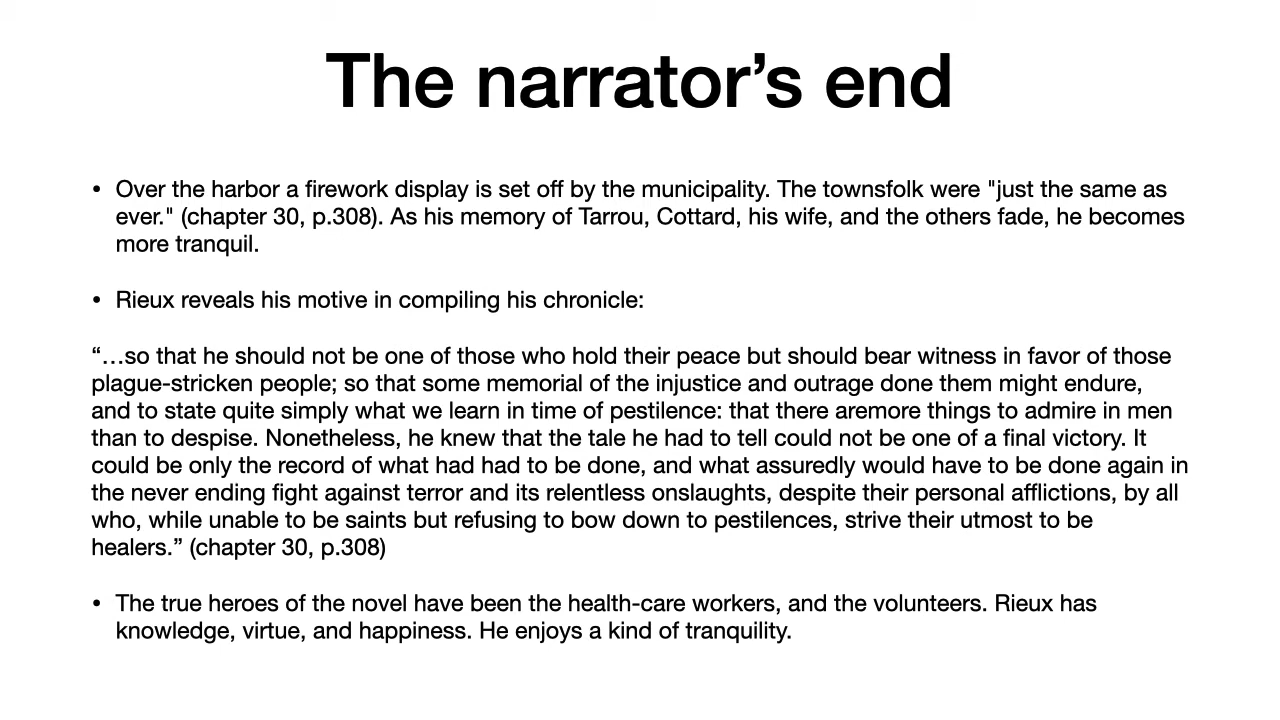 The narrator’s end
• Over the harbor a firework display is set off by the municipality. The townsfolk were "just the same as
ever." (chapter 30, p.308). As his memory of Tarrou, Cottard, his wife, and the others fade, he becomes
more tranquil.
• Rieux reveals his motive in compiling his chronicle:
“…so that he should not be one of those who hold their peace but should bear witness in favor of those
plague-stricken people; so that some memorial of the injustice and outrage done them might endure,
and to state quite simply what we learn in time of pestilence: that there aremore things to admire in men
than to despise. Nonetheless, he knew that the tale he had to tell could not be one of a final victory. It
could be only the record of what had had to be done, and what assuredly would have to be done again in
the never ending fight against terror and its relentless onslaughts, despite their personal afflictions, by all
who, while unable to be saints but refusing to bow down to pestilences, strive their utmost to be
healers.” (chapter 30, p.308)
• The true heroes of the novel have been the health-care workers, and the volunteers. Rieux has
knowledge, virtue, and happiness. He enjoys a kind of tranquility.